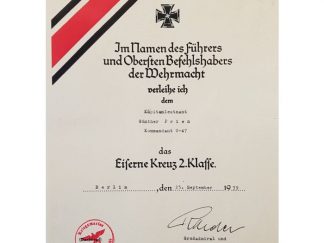 Im Namen des Führers
und Obersten Befehlshabers
der Wehrmacht
verleihe ich
dem
Kapitänleutnant
Günther Prien
Kommandant U-47
das
Eiserne Kreuz 2.Klasse.
Berlin, den 25. September 1939
Raeder
Großadmiral und